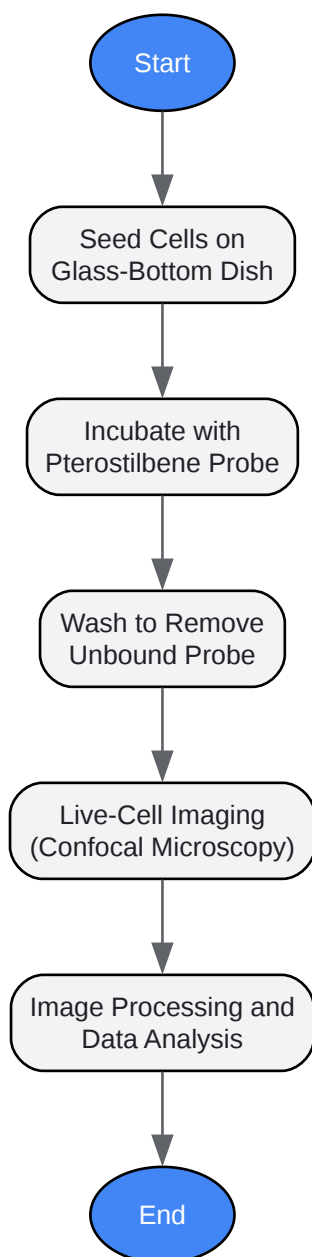 Start
Seed Cells on
Glass-Bottom Dish
Incubate with
Pterostilbene Probe
Wash to Remove
Unbound Probe
Live-Cell Imaging
(Confocal Microscopy)
Image Processing and
Data Analysis
End